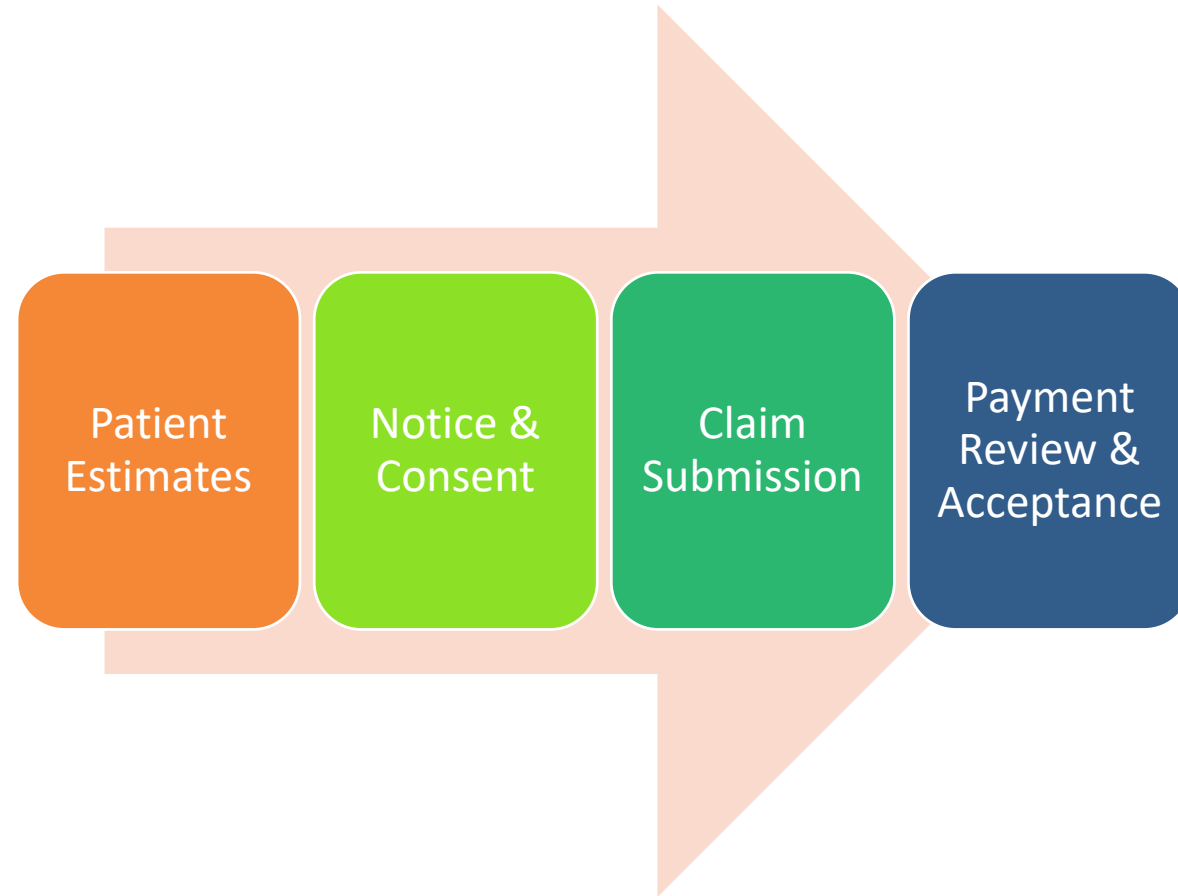 Patient
Estimates
Notice &
Consent
Claim
Submission
Payment
Review &
Acceptance